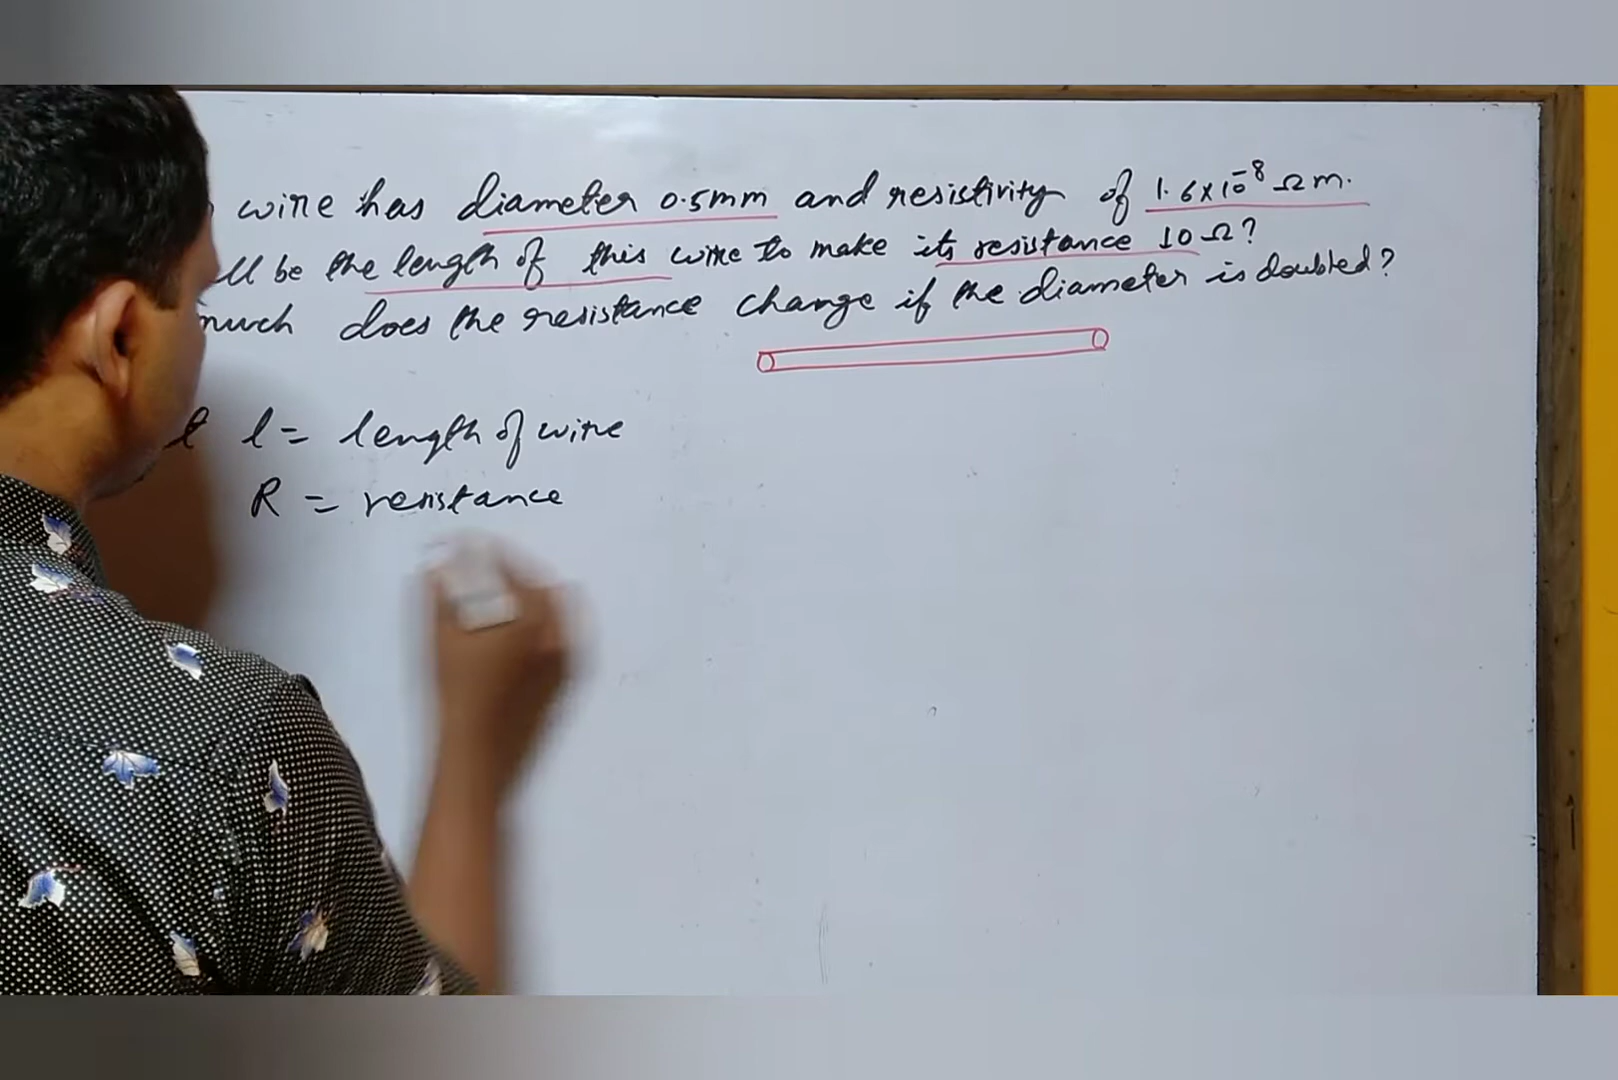 wire has diameter 0.5mm and resistivity of 1.6×10⁻⁸ Ωm.
be the length of this wire to make its resistance 10 Ω?
much does the resistance change if the diameter is doubled?
l = length of wire
R = resistance